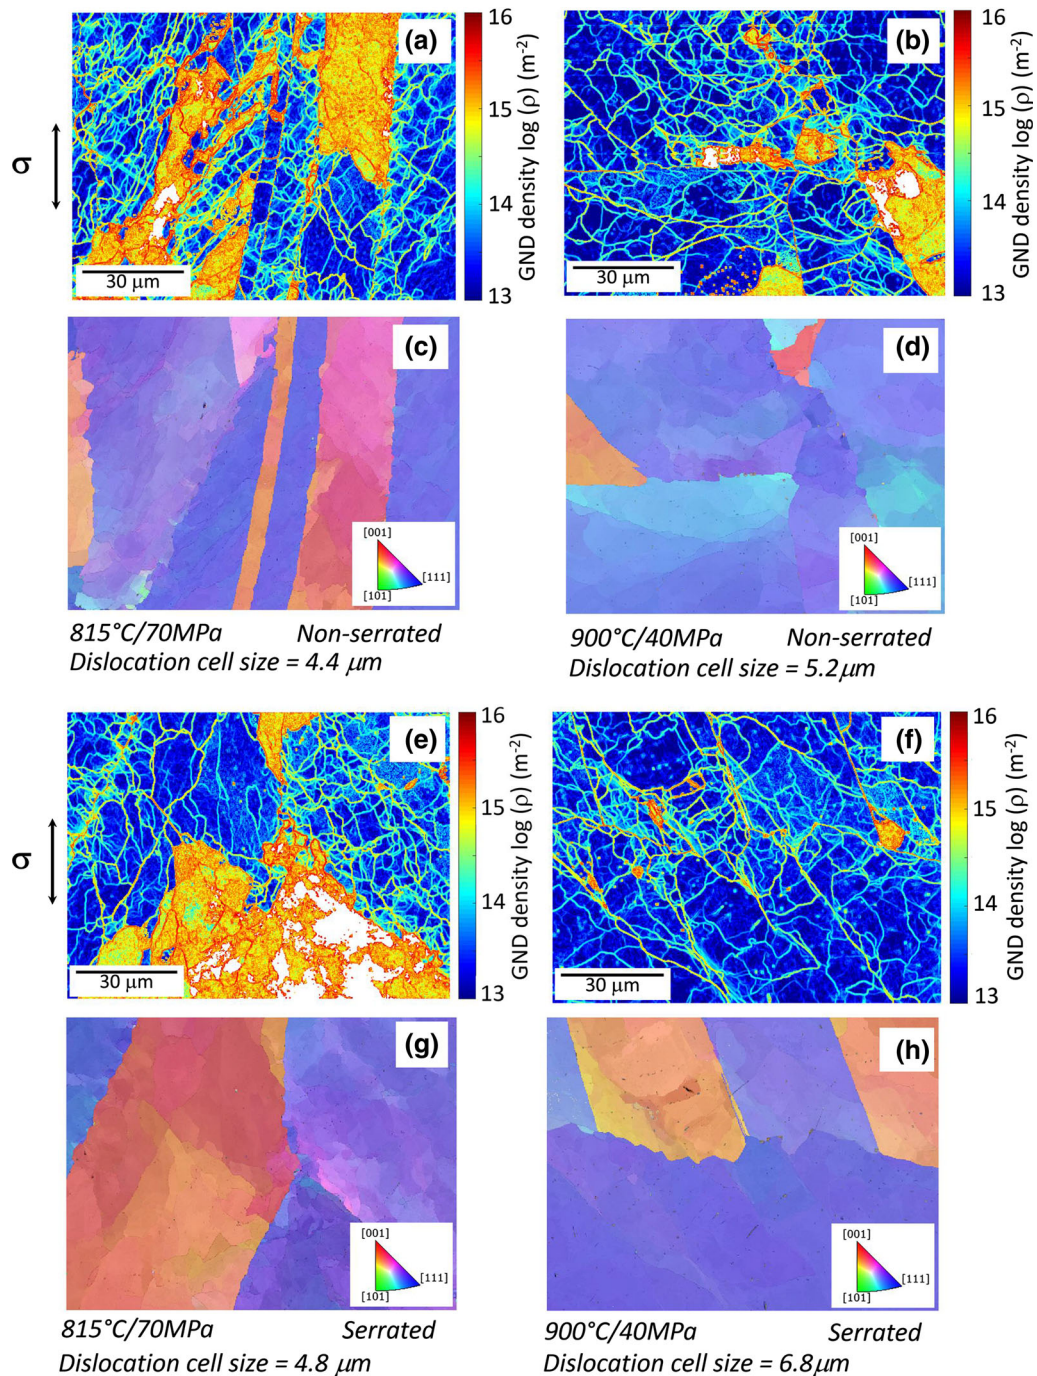 (a)
16
15
14
13
GND density log (ρ) (m⁻²)
σ
30 μm
(b)
16
15
14
13
GND density log (ρ) (m⁻²)
30 μm
(c)
[001]
[111]
[101]
(d)
[001]
[111]
[101]
815°C/70MPa Non-serrated
Dislocation cell size = 4.4 μm
900°C/40MPa Non-serrated
Dislocation cell size = 5.2μm
(e)
16
15
14
13
GND density log (ρ) (m⁻²)
σ
30 μm
(f)
16
15
14
13
GND density log (ρ) (m⁻²)
30 μm
(g)
[001]
[111]
[101]
(h)
[001]
[111]
[101]
815°C/70MPa Serrated
Dislocation cell size = 4.8 μm
900°C/40MPa Serrated
Dislocation cell size = 6.8μm